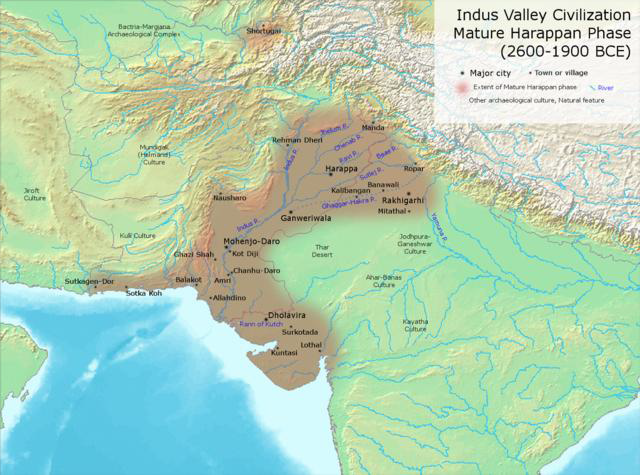 Indus Valley Civilization
Mature Harappan Phase
(2600-1900 BCE)
Major city
Town or village
Extent of Mature Harappan phase
River
Other archaeological culture, Natural feature
Bactria-Margiana
Archaeological Complex
Shortugai
Manda
Jhelum R.
Rehman Dheri
Chenab R.
Mundigak
(Helmand)
Culture
Indus R.
Ravi R.
Beas R.
Harappa
Sutlej R.
Ropar
Jiroft
Culture
Banawali
Kalibangan
Nausharo
Ghaggar-Hakra R.
Rakhigarhi
Mitathal
Ganweriwala
Indus R.
Yamuna R.
Kulli Culture
Mohenjo-Daro
Jodhpura-
Ganeshwar
Culture
Thar
Desert
Ghazi Shah
Kot Diji
Chanhu-Daro
Sutkagen-Dor
Balakot
Amri
Ahar-Banas
Culture
Sotka Koh
Allahdino
Dholavira
Rann of Kutch
Kayatha
Culture
Surkotada
Lothal
Kuntasi